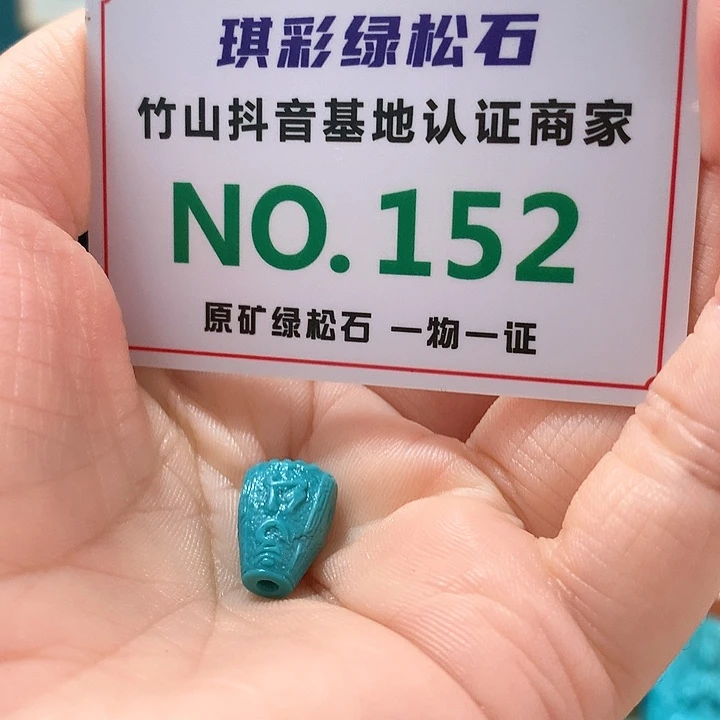 琪彩绿松石
竹山抖音基地认证商家
NO.152
原矿绿松石 一物一证